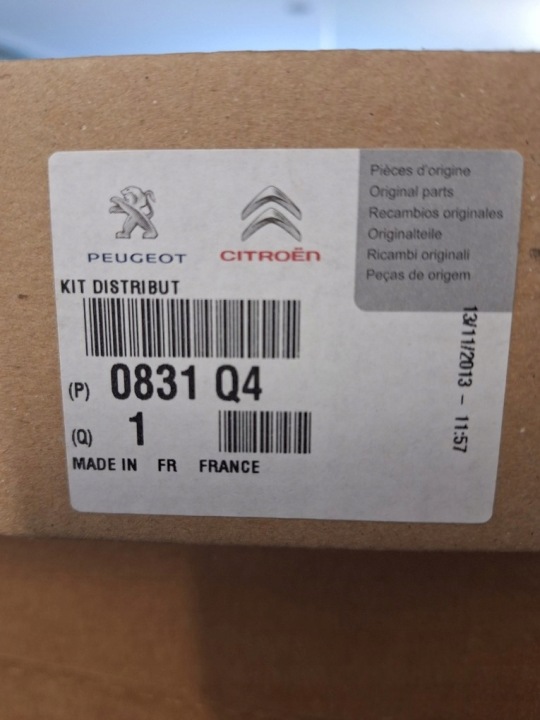 PEUGEOT
CITROËN
Pièces d'origine
Original parts
Recambios originales
Originalteile
Ricambi originali
Peças de origem
KIT DISTRIBUT
(P) 0831 Q4
(Q) 1
MADE IN FR FRANCE
13/11/2013 - 11:57